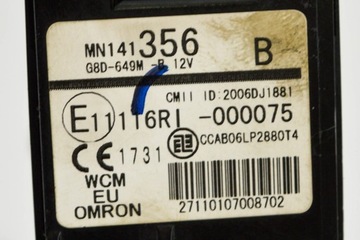 MN141356 B
G8D-649M -R 12V
CMII ID:2006DJ1881
E11 116RI -000075
CE 1731 CCAB06LP2880T4
WCM
EU
OMRON
27110107008702